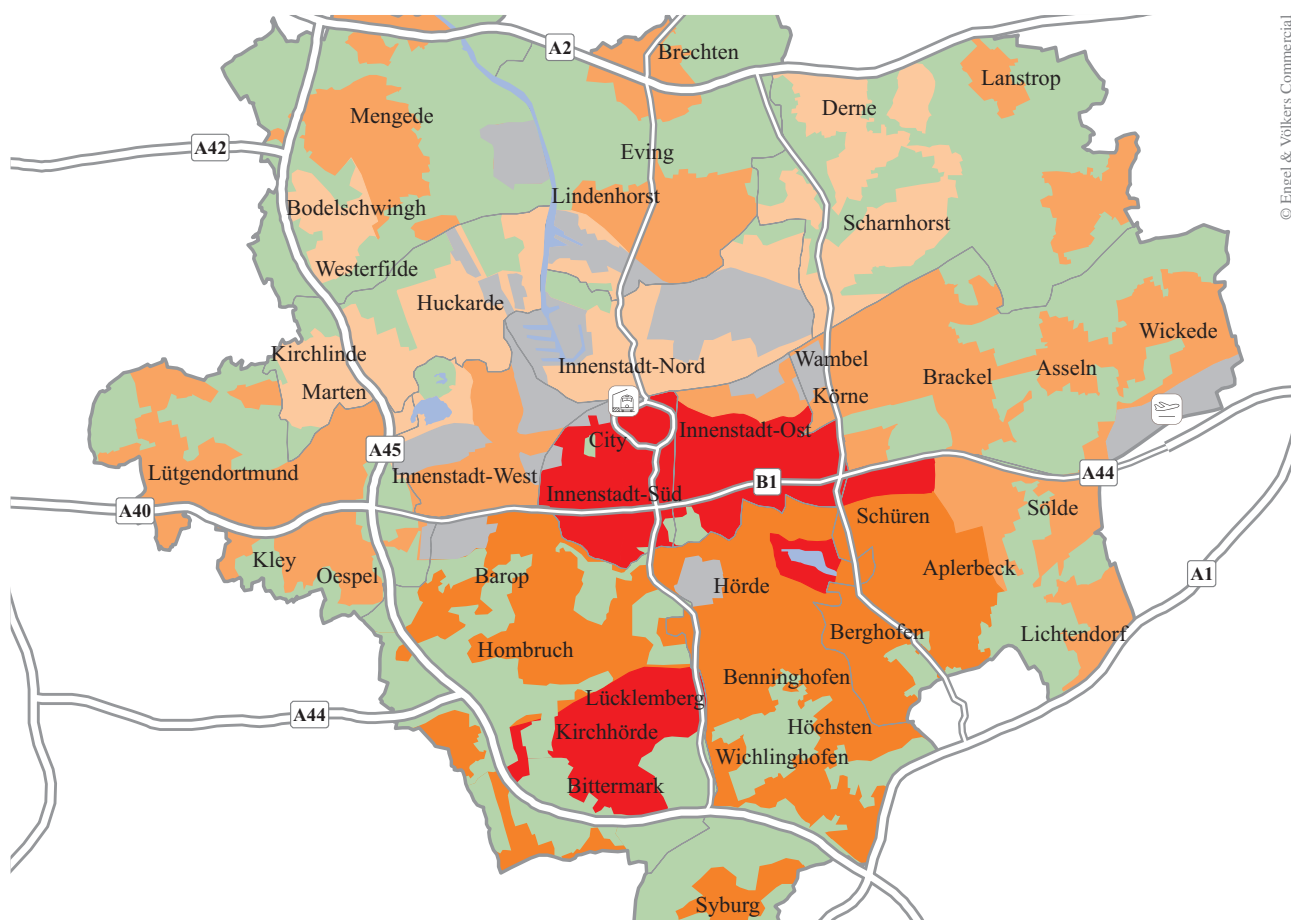 © Engel & Völkers Commercial
A2
Brechten
Lanstrop
Derne
Mengede
A42
Eving
Lindenhorst
Bodelschwingh
Scharnhorst
Westerfilde
Huckarde
Wickede
Kirchlinde
Innenstadt-Nord
Wambel
Asseln
Brackel
Marten
Körne
City
Innenstadt-Ost
A45
Lütgendortmund
Innenstadt-West
A44
B1
Innenstadt-Süd
A40
Schüren
Sölde
Kley
Oespel
Barop
Hörde
Aplerbeck
A1
Berghofen
Lichtendorf
Hombruch
Benninghofen
Lücklemberg
A44
Kirchhörde
Höchsten
Wichlinghofen
Bittermark
Syburg